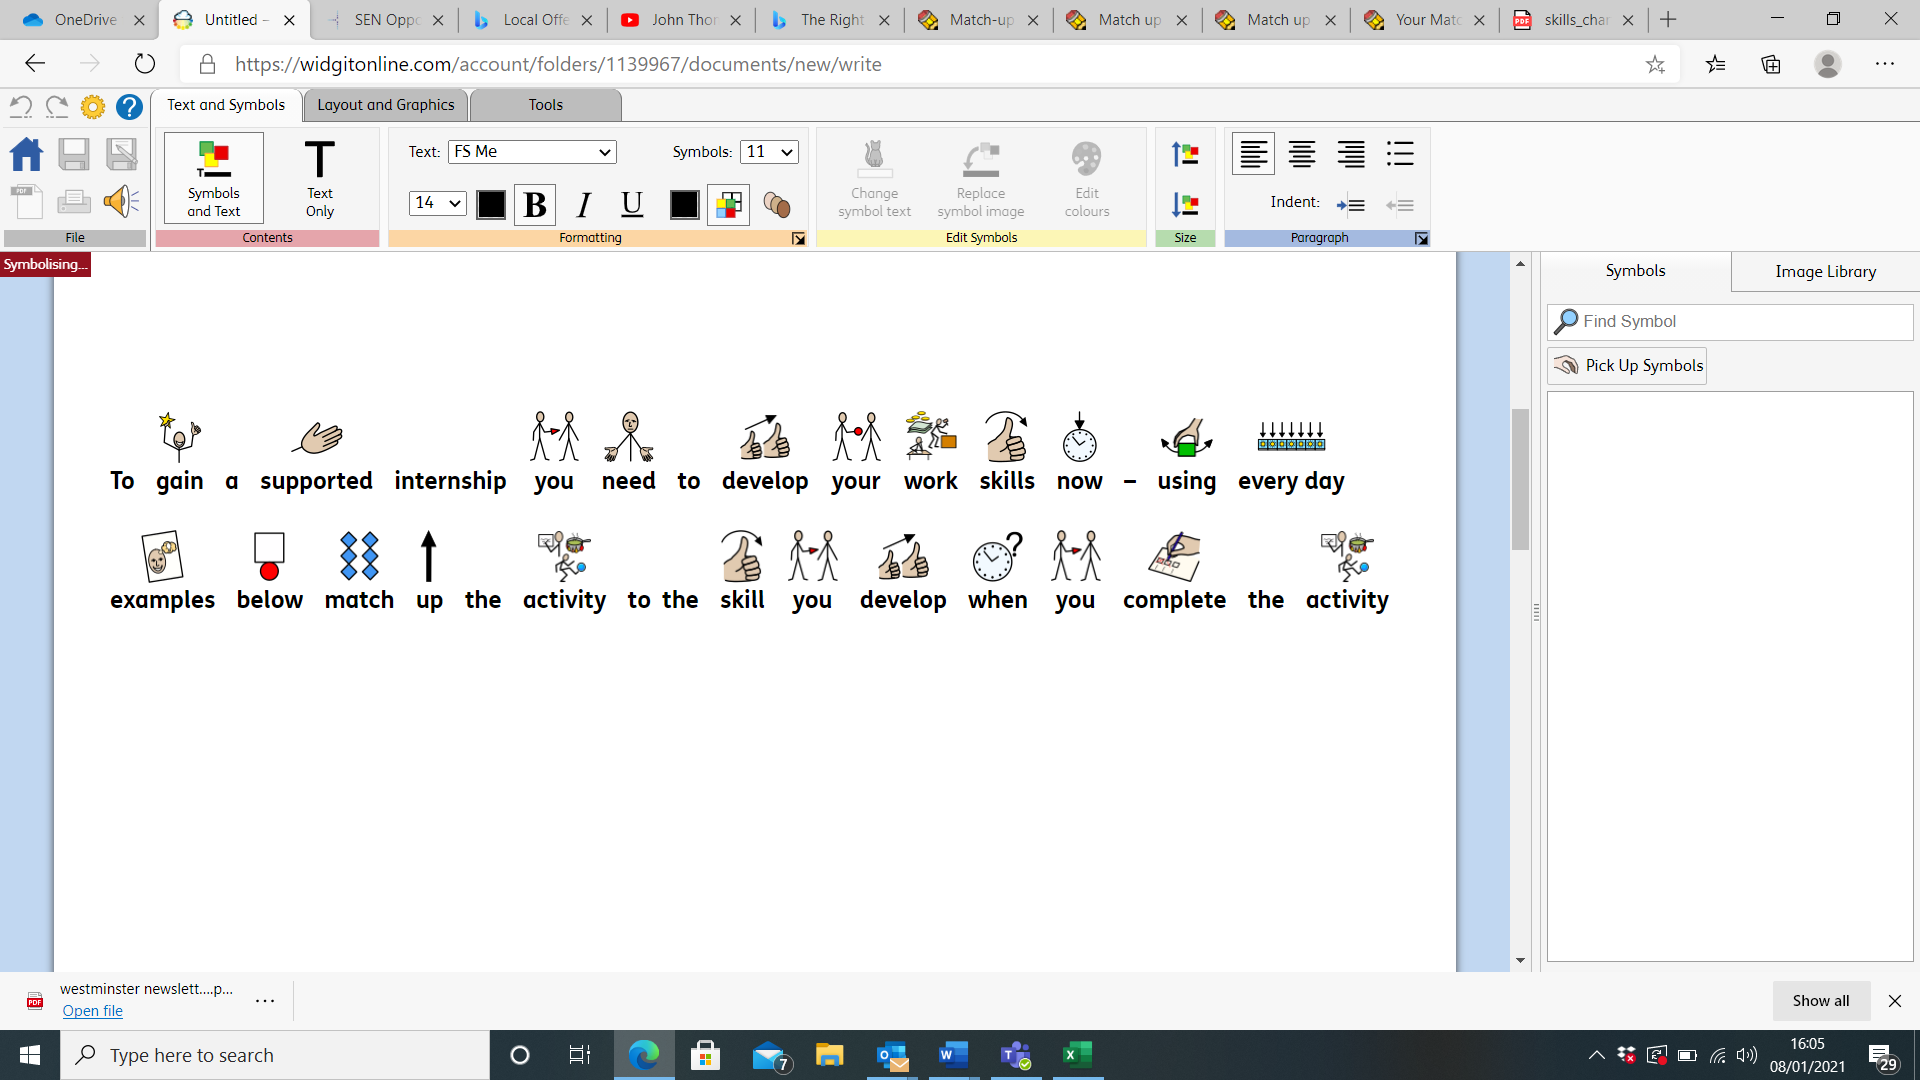 OneDrive
Untitled –
SEN Oppo
Local Offe
John Thor
The Right
Match-up
Match up
Match up
Your Matc
skills_char
https://widgitonline.com/account/folders/1139967/documents/new/write
Text and Symbols
Layout and Graphics
Tools
Symbols and Text
Text Only
Text: FS Me
Symbols: 11
14
B I U
Change symbol text
Replace symbol image
Edit colours
Indent:
File
Contents
Formatting
Edit Symbols
Size
Paragraph
Symbolising...
Symbols
Image Library
Find Symbol
Pick Up Symbols
To gain a supported internship you need to develop your work skills now – using every day
examples below match up the activity to the skill you develop when you complete the activity
westminster newslett....p...
Open file
Show all
Type here to search
7
16:05
08/01/2021
29